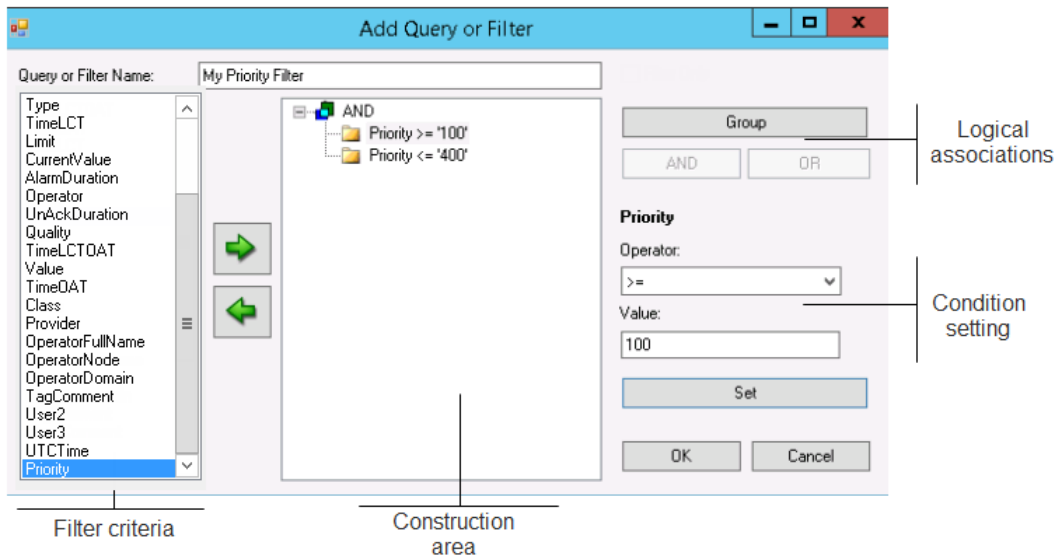 Add Query or Filter
Query or Filter Name:
My Priority Filter
Type
TimeLCT
Limit
CurrentValue
AlarmDuration
Operator
UnAckDuration
Quality
TimeLCTOAT
Value
TimeOAT
Class
Provider
OperatorFullName
OperatorNode
OperatorDomain
TagComment
User2
User3
UTCTime
Priority
AND
Priority >= '100'
Priority <= '400'
Group
AND OR
Priority
Operator:
>=
Value:
100
Set
OK Cancel
Logical
associations
Condition
setting
Filter criteria
Construction
area